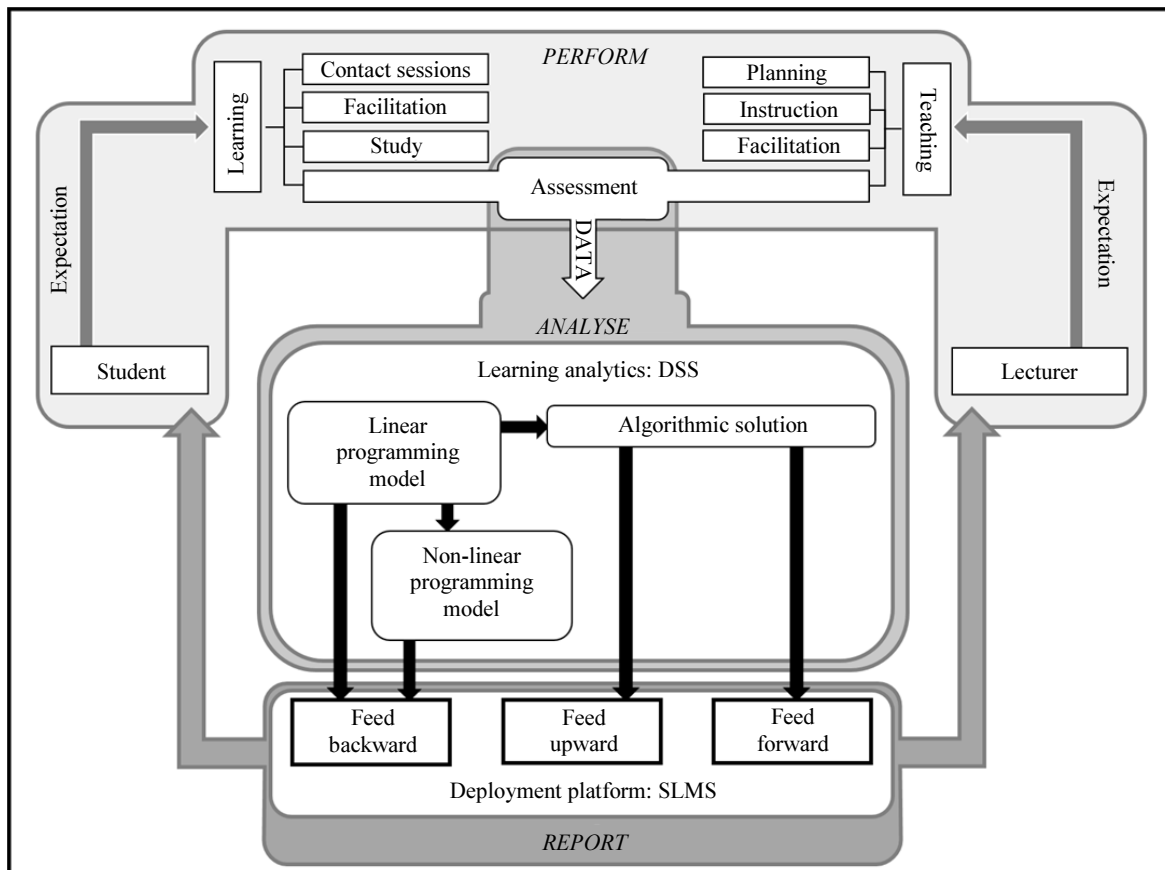 PERFORM
Learning
Contact sessions
Facilitation
Study
Planning
Instruction
Facilitation
Teaching
Assessment
DATA
Expectation
Expectation
Student
Lecturer
ANALYSE
Learning analytics: DSS
Linear
programming
model
Algorithmic solution
Non-linear
programming
model
Feed
backward
Feed
upward
Feed
forward
Deployment platform: SLMS
REPORT